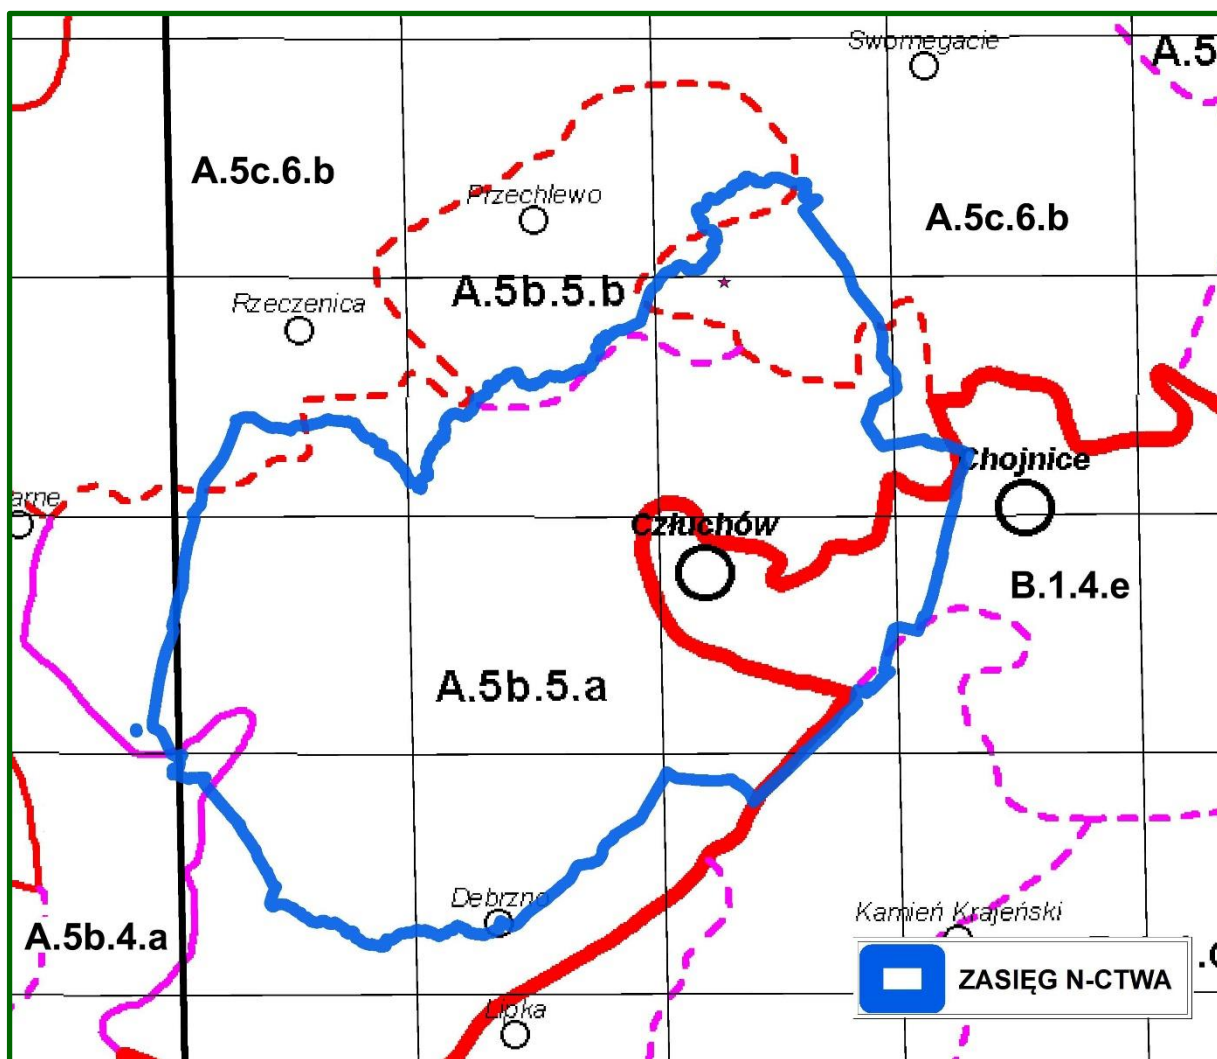 Swornegacie
A.5
A.5c.6.b
Przechlewo
A.5c.6.b
A.5b.5.b
Rzeczenica
Chojnice
arne
Człuchów
B.1.4.e
A.5b.5.a
Debrzno
Kamień Krajeński
A.5b.4.a
ZASIĘG N-CTWA
Lipka